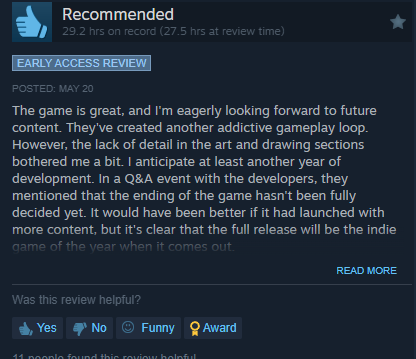 Recommended
29.2 hrs on record (27.5 hrs at review time)
EARLY ACCESS REVIEW
POSTED: MAY 20
The game is great, and I'm eagerly looking forward to future
content. They've created another addictive gameplay loop.
However, the lack of detail in the art and drawing sections
bothered me a bit. I anticipate at least another year of
development. In a Q&A event with the developers, they
mentioned that the ending of the game hasn't been fully
decided yet. It would have been better if it had launched with
more content, but it's clear that the full release will be the indie
game of the year when it comes out.
READ MORE
Was this review helpful?
Yes No Funny Award
11 people found this review helpful